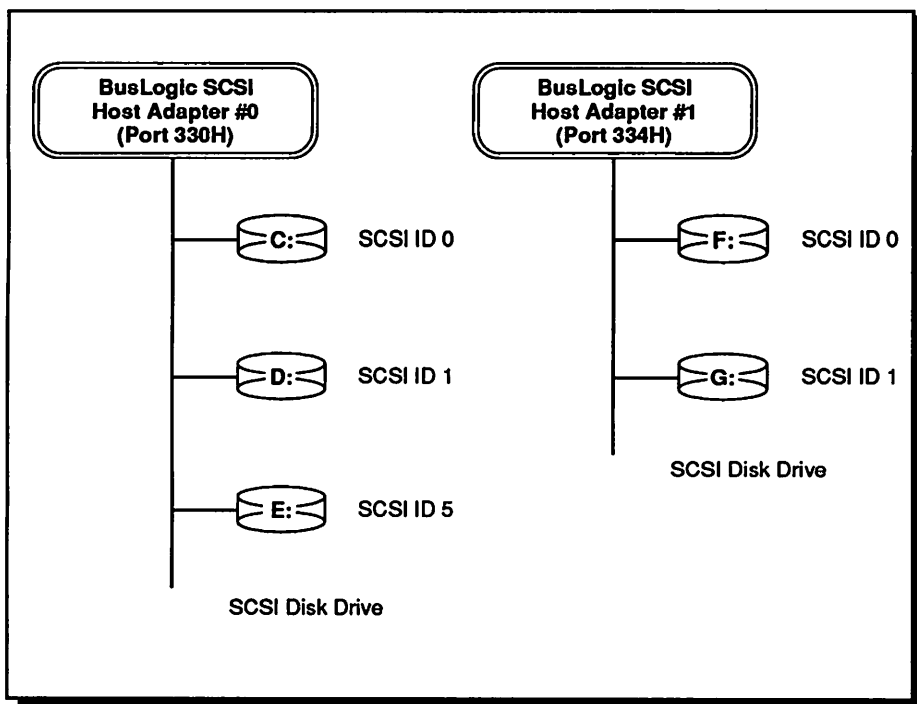 BusLogic SCSI
Host Adapter #0
(Port 330H)
C: SCSI ID 0
D: SCSI ID 1
E: SCSI ID 5
SCSI Disk Drive
BusLogic SCSI
Host Adapter #1
(Port 334H)
F: SCSI ID 0
G: SCSI ID 1
SCSI Disk Drive